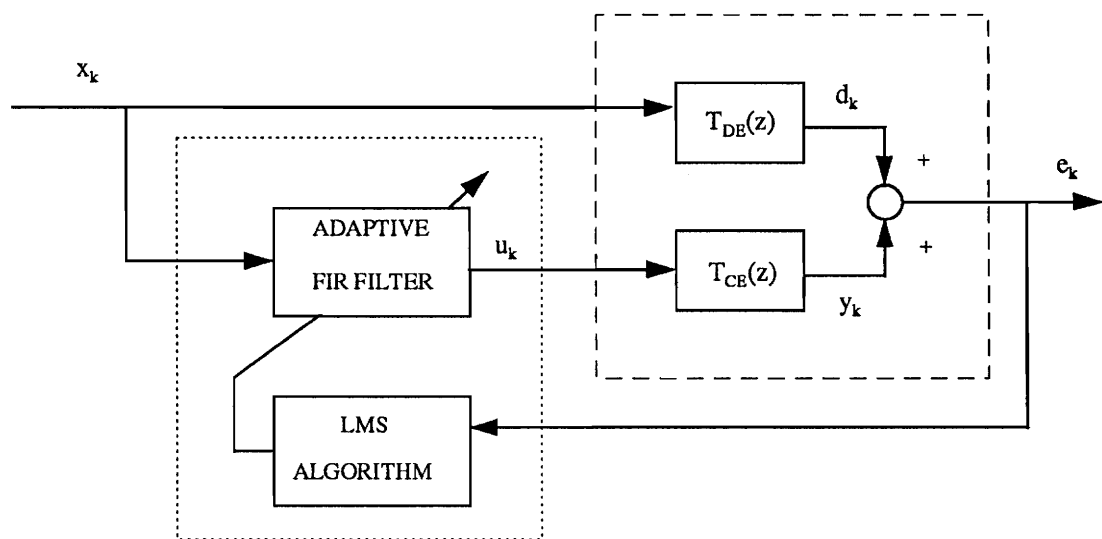 x_k
T_DE(z)
d_k
+
e_k
ADAPTIVE
FIR FILTER
u_k
T_CE(z)
+
y_k
LMS
ALGORITHM